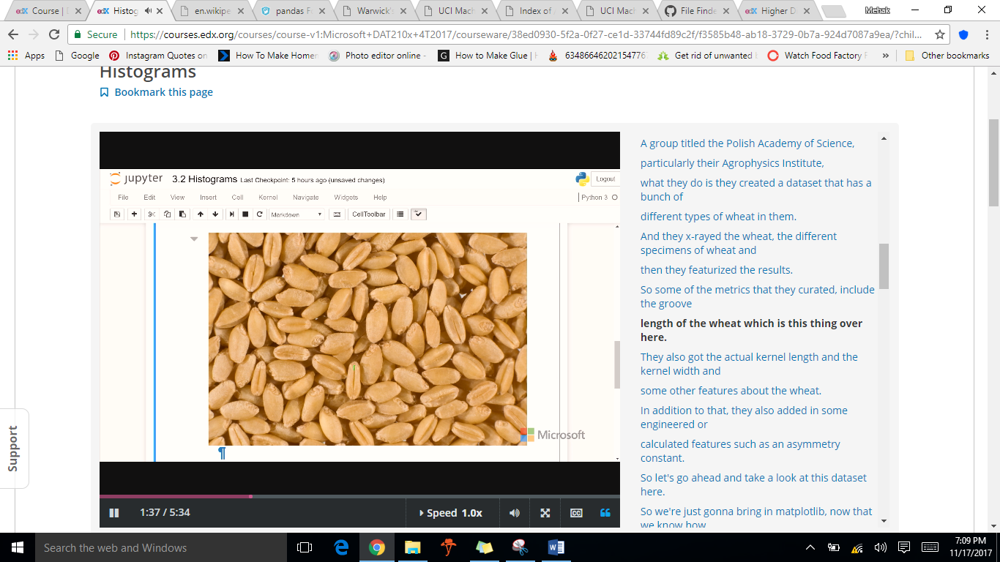 Course |
Histog
en.wikipe
pandas F
Warwick's
UCI Mach
Index of
UCI Mach
File Finde
Higher D
Mehak
Secure
https://courses.edx.org/courses/course-v1:Microsoft+DAT210x+4T2017/courseware/38ed0930-5f2a-0f27-ce1d-33744fd89c2f/f3585b48-ab18-3729-0b7a-924d7087a9ea/?chil...
Apps
Google
Instagram Quotes on
How To Make Homem
Photo editor online -
How to Make Glue | H
634866462021547767
Get rid of unwanted
Watch Food Factory
»
Other bookmarks
Histograms
Bookmark this page
jupyter 3.2 Histograms Last Checkpoint: 5 hours ago (unsaved changes)
Logout
File Edit View Insert Cell Kernel Navigate Widgets Help
Python 3
Markdown
CellToolbar
Microsoft
¶
1:37 / 5:34
Speed 1.0x
CC
A group titled the Polish Academy of Science,
particularly their Agrophysics Institute,
what they do is they created a dataset that has a
bunch of
different types of wheat in them.
And they x-rayed the wheat, the different
specimens of wheat and
then they featurized the results.
So some of the metrics that they curated, include
the groove
length of the wheat which is this thing over
here.
They also got the actual kernel length and the
kernel width and
some other features about the wheat.
In addition to that, they also added in some
engineered or
calculated features such as an asymmetry
constant.
So let's go ahead and take a look at this dataset
here.
So we're just gonna bring in matplotlib, now that
we know how
Support
Search the web and Windows
7:09 PM
11/17/2017